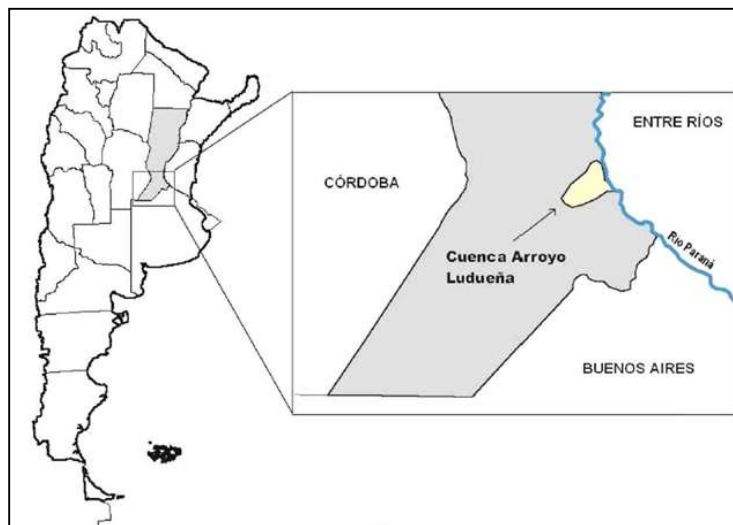 ENTRE RÍOS
CÓRDOBA
Cuenca Arroyo
Ludueña
Río Paraná
BUENOS AIRES